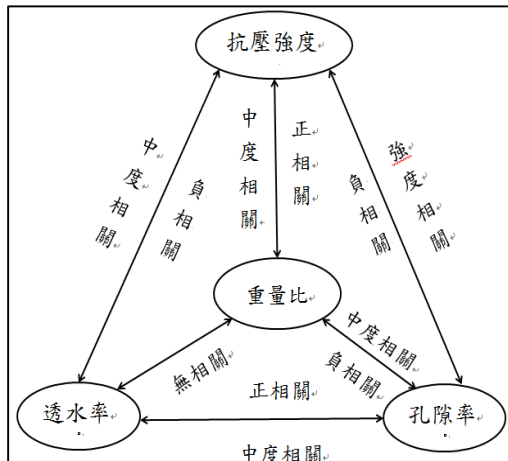 抗壓強度
中度相關
負相關
中度相關
正相關
強度相關
負相關
重量比
無相關
中度相關
負相關
透水率
正相關
中度相關
孔隙率